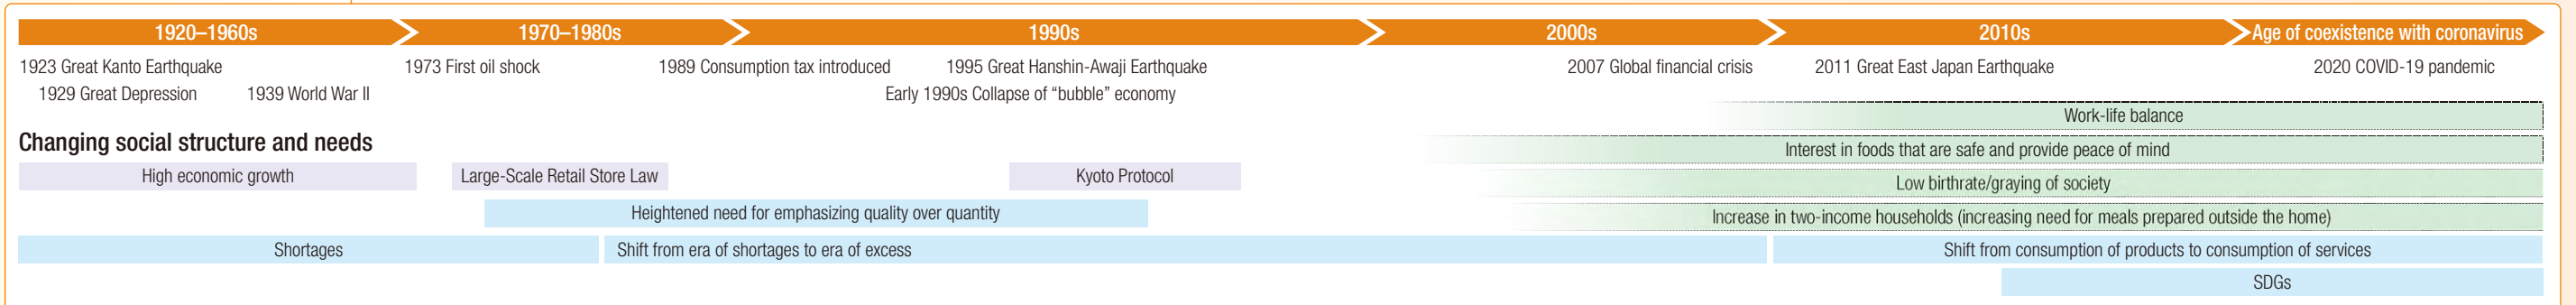 1920–1960s
1970–1980s
1990s
2000s
2010s
Age of coexistence with coronavirus
1923 Great Kanto Earthquake
1973 First oil shock
1989 Consumption tax introduced
1995 Great Hanshin-Awaji Earthquake
2007 Global financial crisis
2011 Great East Japan Earthquake
2020 COVID-19 pandemic
1929 Great Depression
1939 World War II
Early 1990s Collapse of “bubble” economy
Work-life balance
Changing social structure and needs
Interest in foods that are safe and provide peace of mind
High economic growth
Large-Scale Retail Store Law
Kyoto Protocol
Low birthrate/graying of society
Heightened need for emphasizing quality over quantity
Increase in two-income households (increasing need for meals prepared outside the home)
Shortages
Shift from era of shortages to era of excess
Shift from consumption of products to consumption of services
SDGs